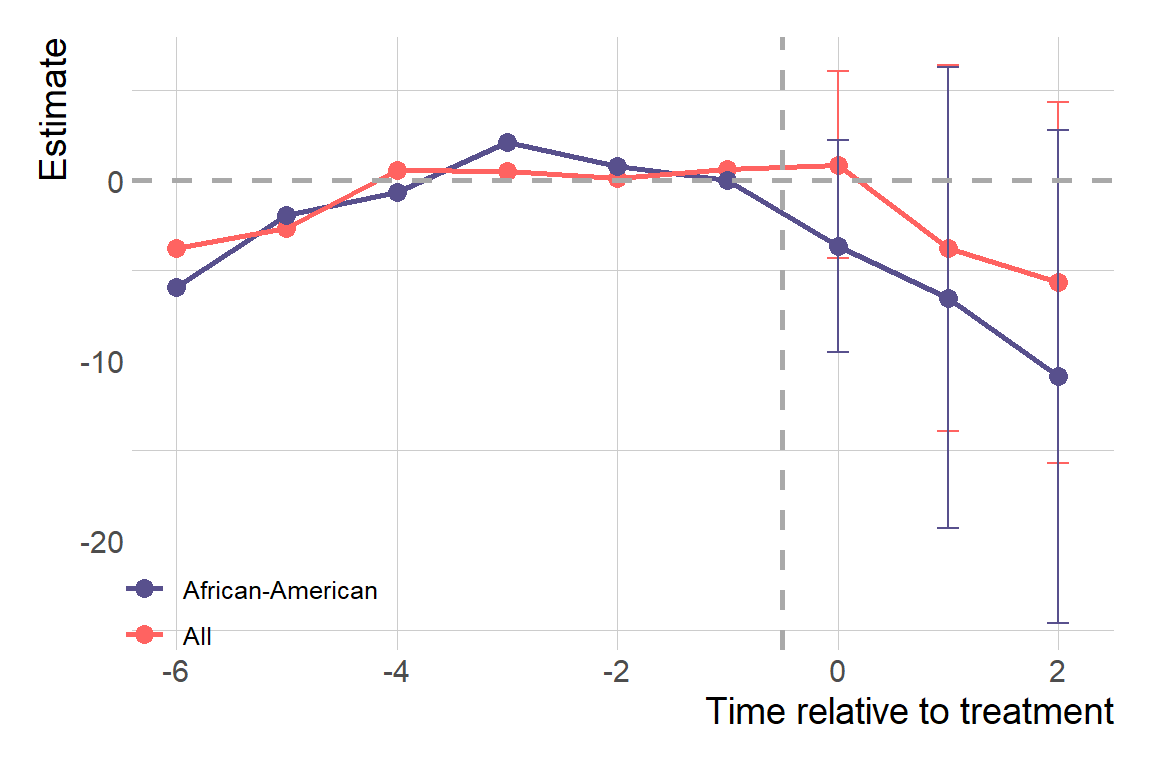 Estimate
0
-10
-20
African-American
All
-6 -4 -2 0 2
Time relative to treatment